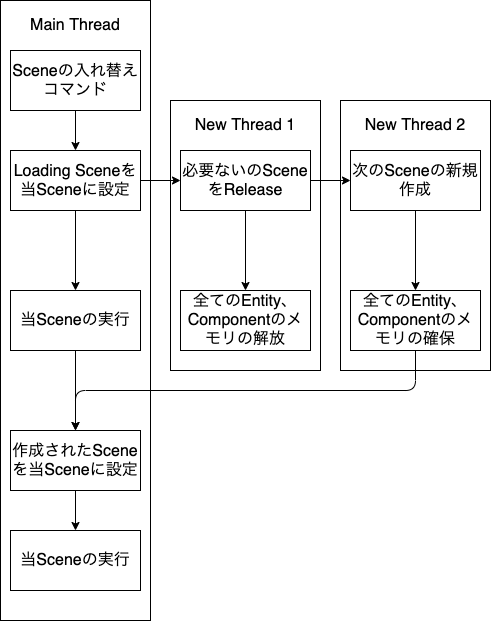 Main Thread
Sceneの入れ替え
コマンド
Loading Sceneを
当Sceneに設定
当Sceneの実行
作成されたScene
を当Sceneに設定
当Sceneの実行
New Thread 1
必要ないのScene
をRelease
全てのEntity、
Componentのメ
モリの解放
New Thread 2
次のSceneの新規
作成
全てのEntity、
Componentのメ
モリの確保